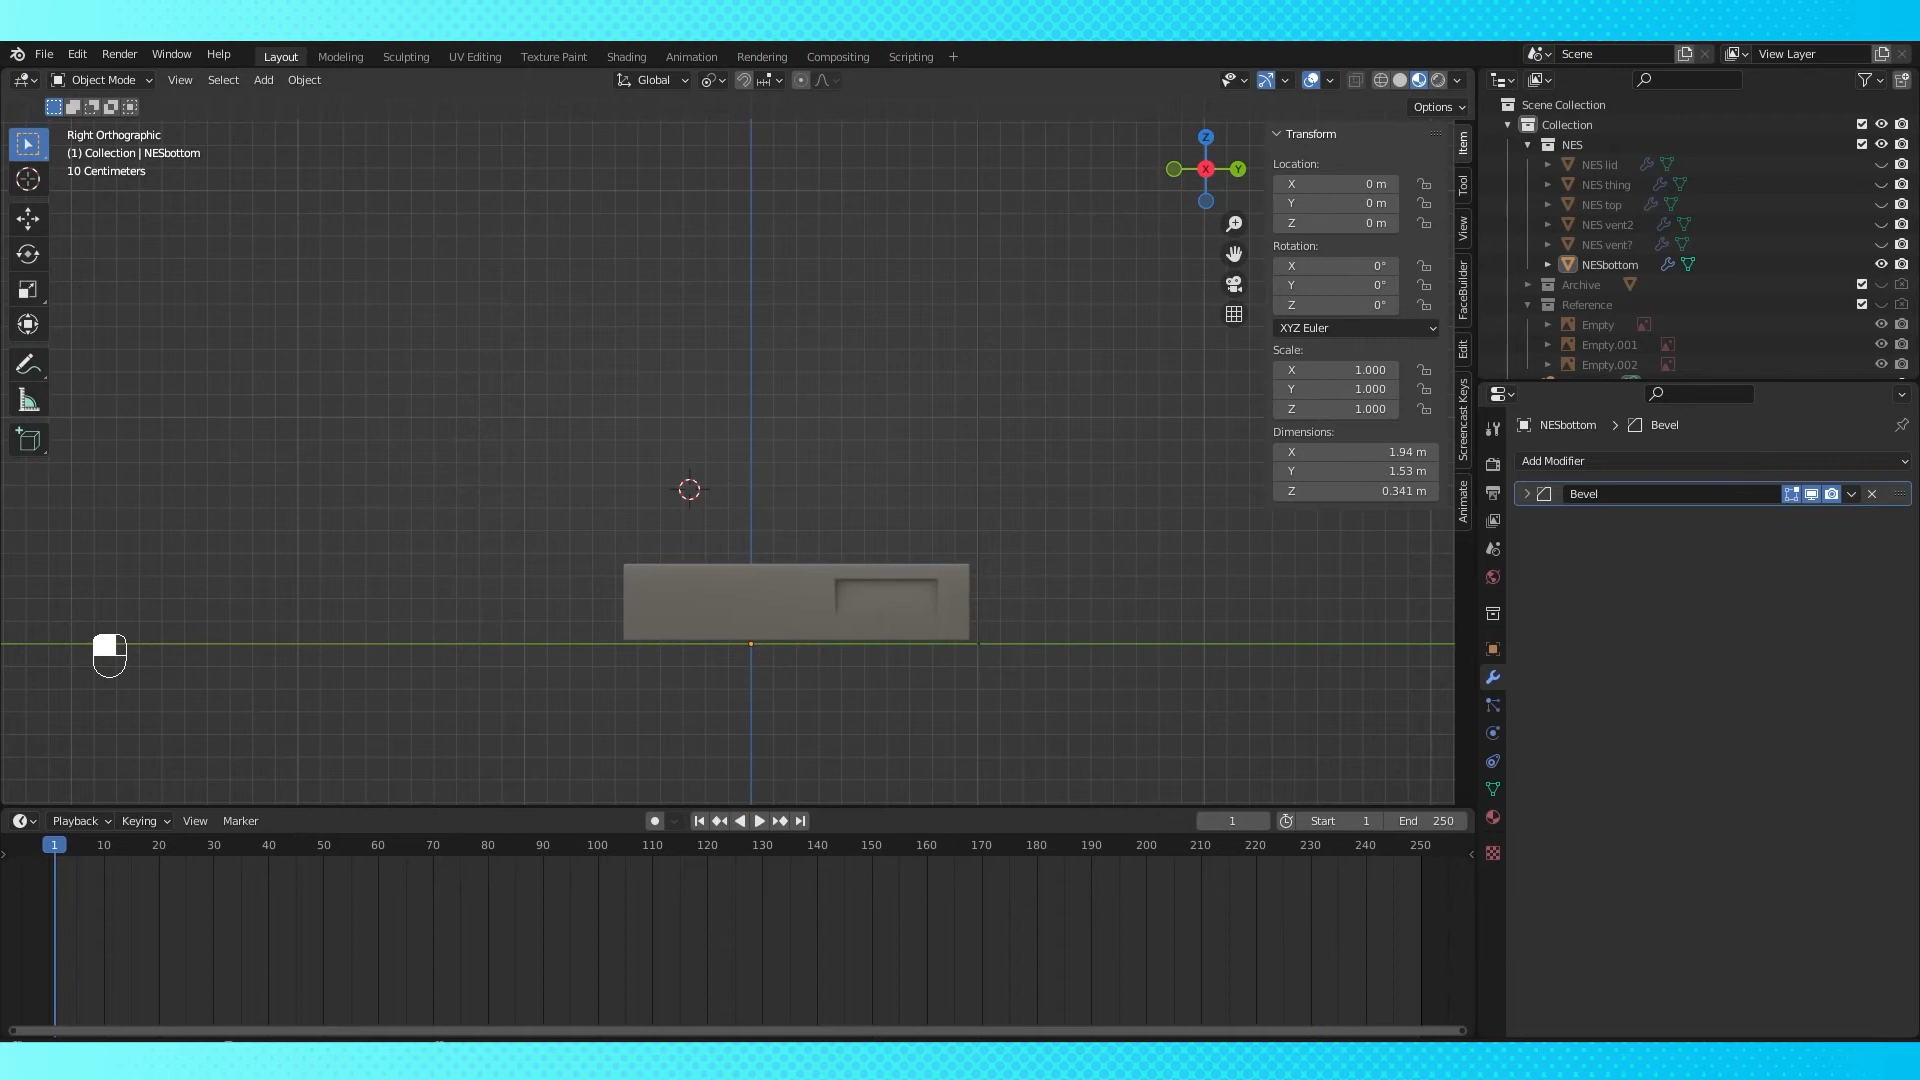 File Edit Render Window Help Layout Modeling Sculpting UV Editing Texture Paint Shading Animation Rendering Compositing Scripting + Scene View Layer
Object Mode View Select Add Object Global
Options
Right Orthographic
(1) Collection | NESbottom
10 Centimeters
Z
Y
X
Transform
Location:
X 0 m
Y 0 m
Z 0 m
Rotation:
X 0°
Y 0°
Z 0°
XYZ Euler
Scale:
X 1.000
Y 1.000
Z 1.000
Dimensions:
X 1.94 m
Y 1.53 m
Z 0.341 m
Item
Tool
View
FaceBuilder
Edit
Screencast Keys
Animate
Scene Collection
Collection
NES
NES lid
NES thing
NES top
NES vent2
NES vent?
NESbottom
Archive
Reference
Empty
Empty.001
Empty.002
NESbottom > Bevel
Add Modifier
Bevel
Playback Keying View Marker 1 Start 1 End 250
1 10 20 30 40 50 60 70 80 90 100 110 120 130 140 150 160 170 180 190 200 210 220 230 240 250